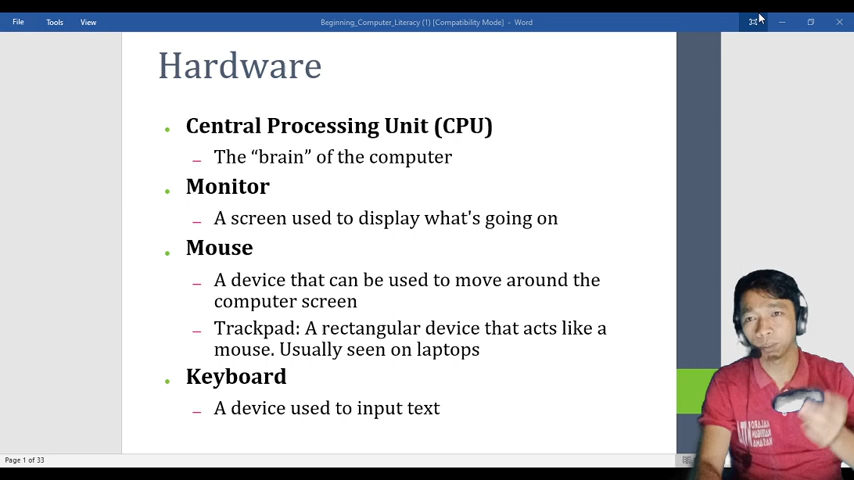 File Tools View Beginning_Computer_Literacy (1) [Compatibility Mode] - Word
Hardware
• Central Processing Unit (CPU)
– The “brain” of the computer
• Monitor
– A screen used to display what's going on
• Mouse
– A device that can be used to move around the
computer screen
– Trackpad: A rectangular device that acts like a
mouse. Usually seen on laptops
• Keyboard
– A device used to input text
Page 1 of 33